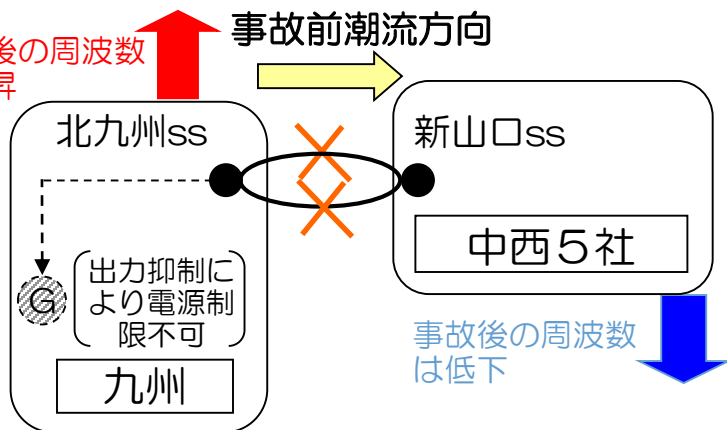 事故前潮流方向
後の周波数
昇
北九州ss
新山口ss
中西5社
G
出力抑制に
より電源制
限不可
九州
事故後の周波数
は低下